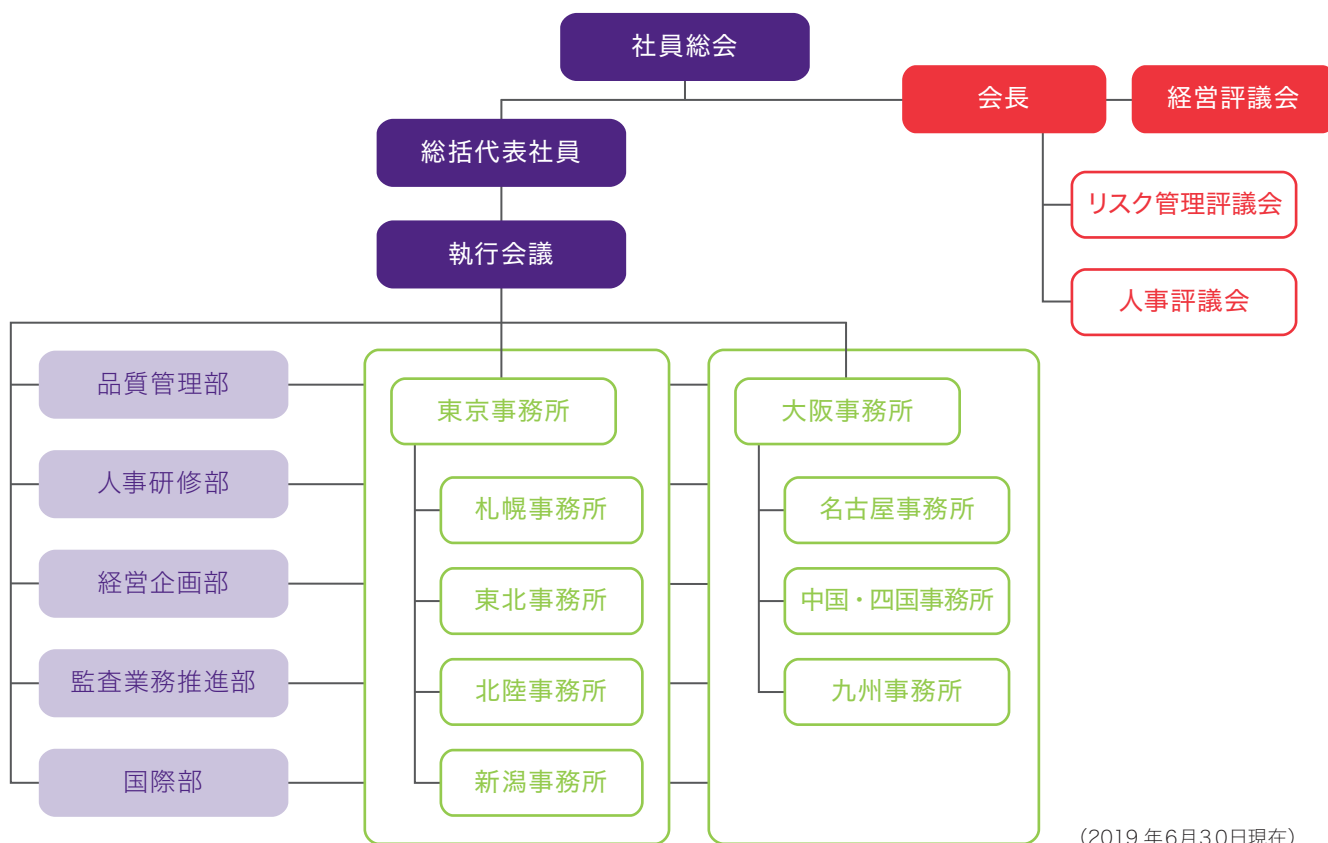 社員総会
会長
経営評議会
総括代表社員
リスク管理評議会
執行会議
人事評議会
品質管理部
東京事務所
大阪事務所
人事研修部
札幌事務所
名古屋事務所
経営企画部
東北事務所
中国・四国事務所
監査業務推進部
北陸事務所
九州事務所
国際部
新潟事務所
（2019年6月30日現在）